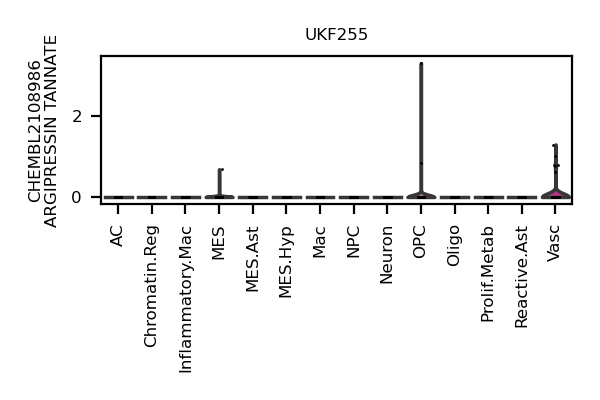 UKF255
CHEMBL2108986
ARGIPRESSIN TANNATE
2
0
AC
Chromatin.Reg
Inflammatory.Mac
MES
MES.Ast
MES.Hyp
Mac
NPC
Neuron
OPC
Oligo
Prolif.Metab
Reactive.Ast
Vasc